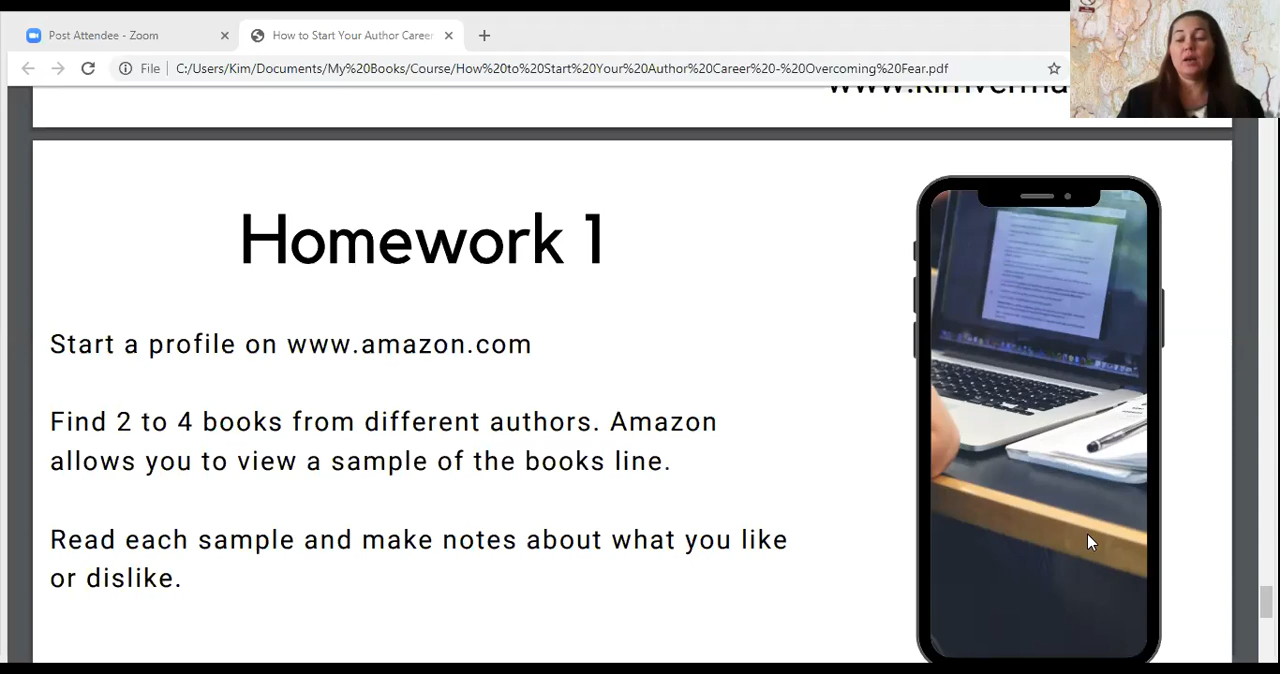 Post Attendee - Zoom
How to Start Your Author Career
File
C:/Users/Kim/Documents/My%20Books/Course/How%20to%20Start%20Your%20Author%20Career%20-%20Overcoming%20Fear.pdf
Homework 1
Start a profile on www.amazon.com
Find 2 to 4 books from different authors. Amazon
allows you to view a sample of the books line.
Read each sample and make notes about what you like
or dislike.